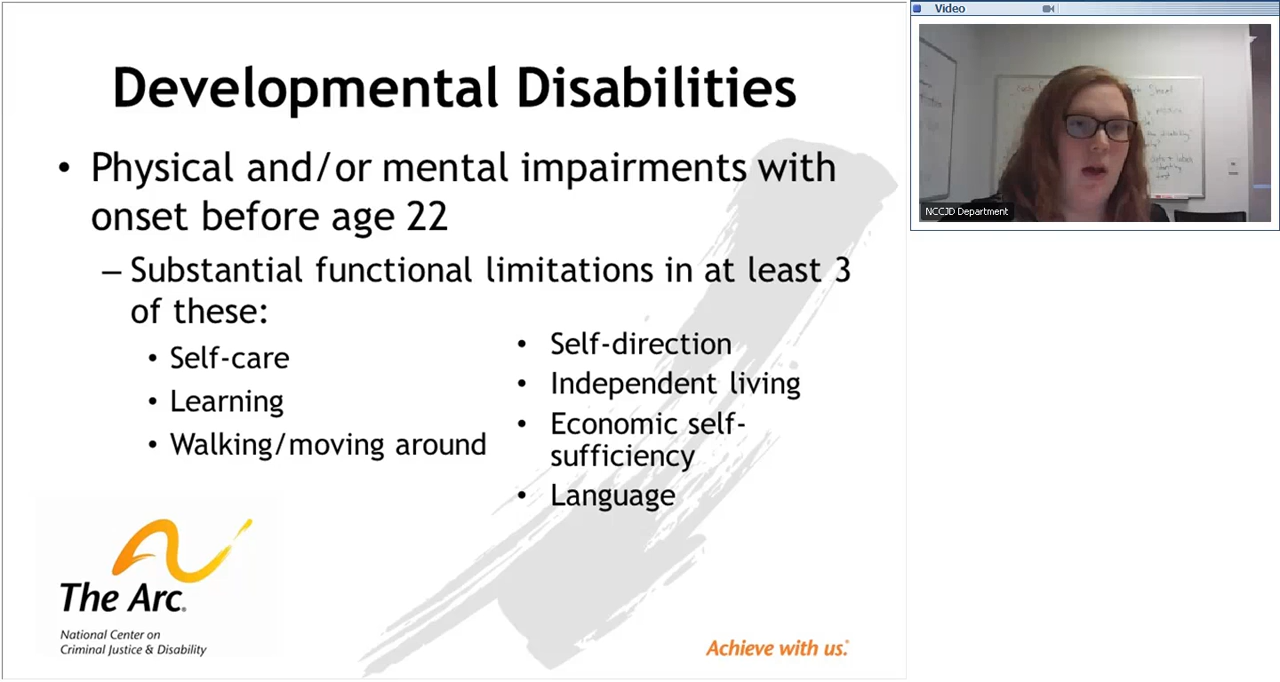 Developmental Disabilities
• Physical and/or mental impairments with
onset before age 22
– Substantial functional limitations in at least 3
of these:
• Self-care
• Learning
• Walking/moving around
• Self-direction
• Independent living
• Economic self-
sufficiency
• Language
The Arc®
National Center on
Criminal Justice & Disability
Achieve with us.®
Video
NCCJD Department